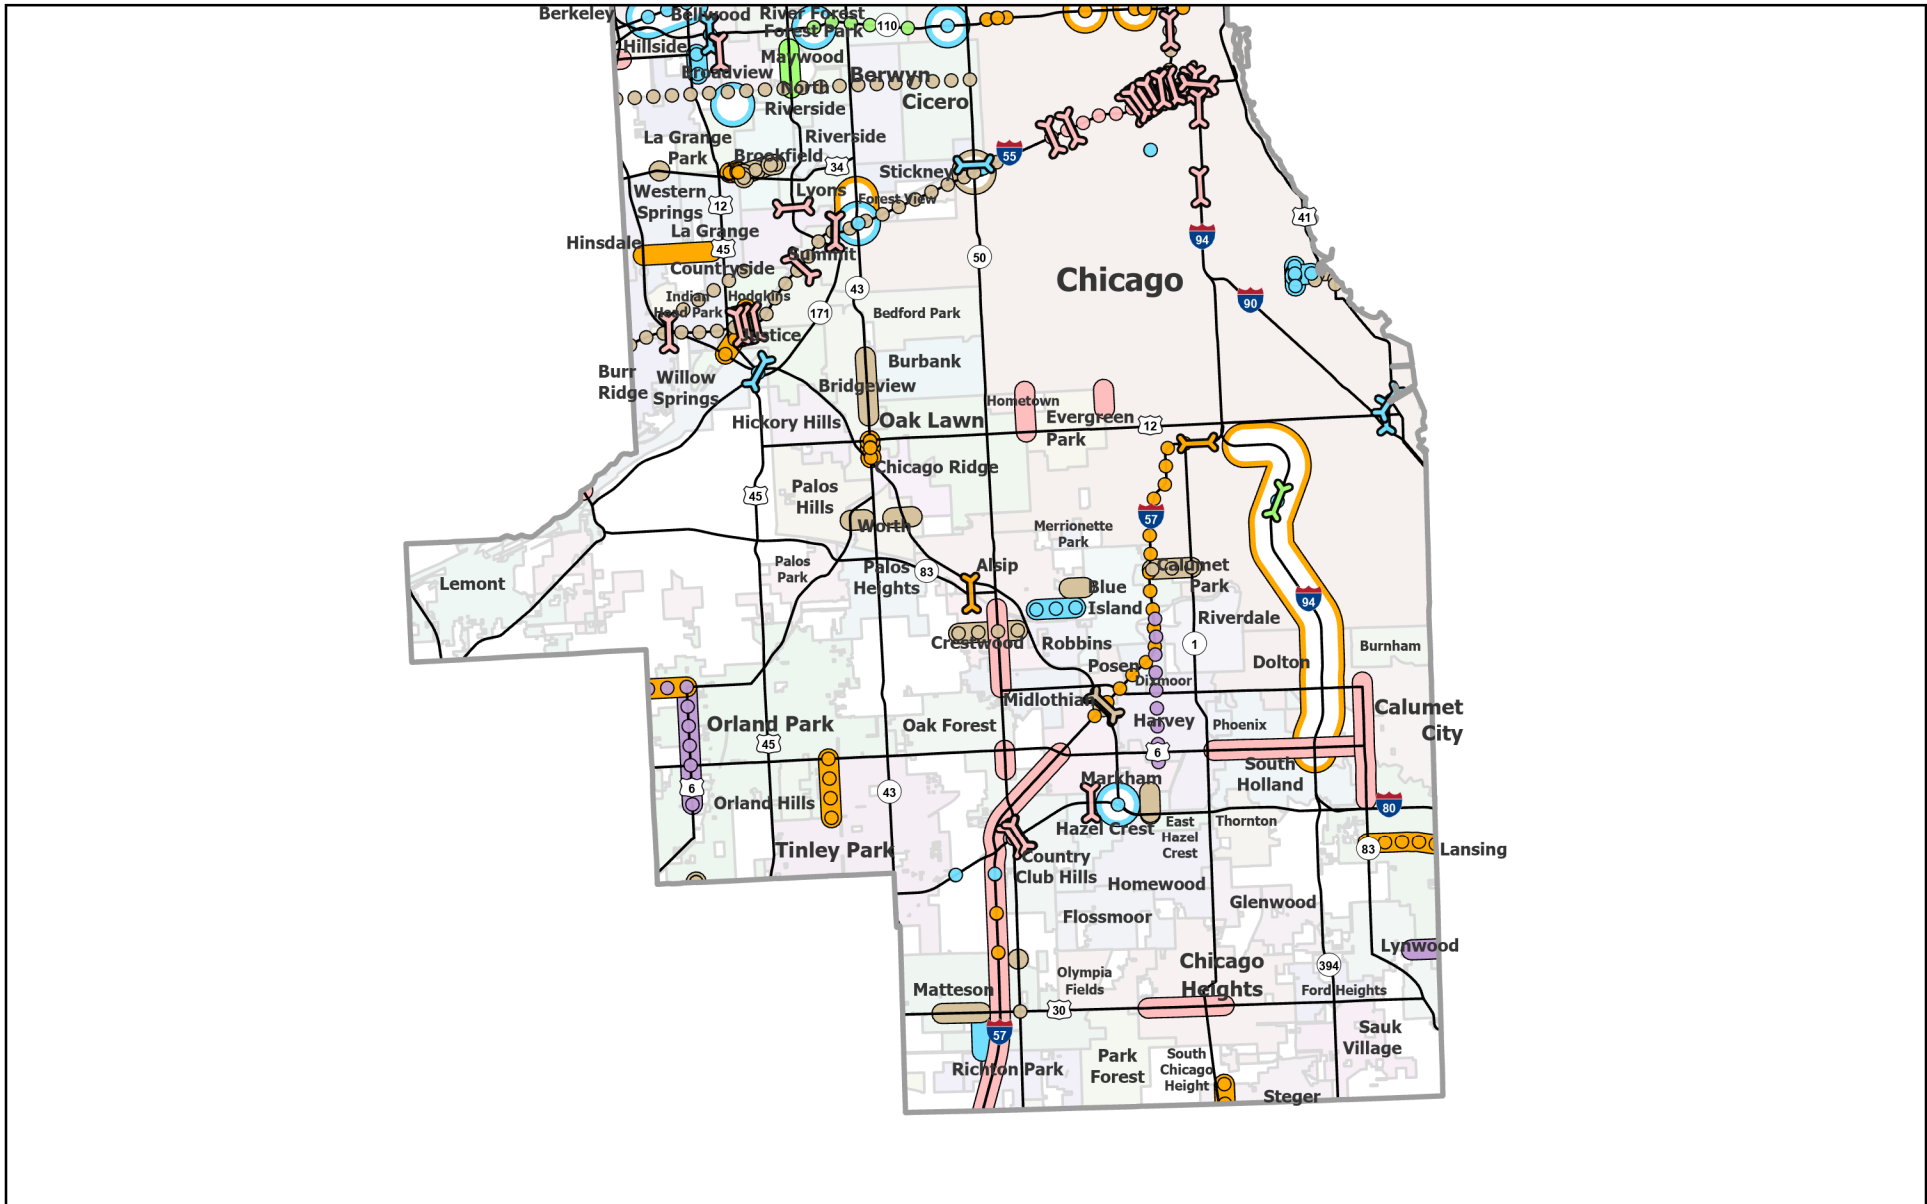 Berkeley
Bellwood
River Forest
Forest Park
110
Hillside
Maywood
Broadview
Berwyn
North
Riverside
Cicero
La Grange
Park
Riverside
Brookfield
34
55
Stickney
Western
Springs
12
Lyons
Forest View
41
La Grange
Hinsdale
45
94
Summit
50
Countryside
Chicago
Indian
Head Park
Hodgkins
43
90
171
Bedford Park
Justice
Burr
Ridge
Willow
Springs
Burbank
Bridgeview
Hometown
Hickory Hills
Oak Lawn
Evergreen
Park
12
Chicago Ridge
45
Palos
Hills
57
Worth
Merrionette
Park
Lemont
Palos
Park
Palos
Heights
83
Alsip
Calumet
Park
Blue
Island
94
Riverdale
Crestwood
Robbins
1
Burnham
Posen
Dixmoor
Dolton
Midlothian
Calumet
City
Orland Park
Oak Forest
Harvey
Phoenix
45
6
South
Holland
6
Orland Hills
43
Markham
80
Hazel Crest
East
Hazel
Crest
Thornton
Tinley Park
83
Lansing
Country
Club Hills
Homewood
Glenwood
Flossmoor
Lynwood
Chicago
Heights
394
Olympia
Fields
Matteson
Ford Heights
30
57
Sauk
Village
Richton Park
Park
Forest
South
Chicago
Height
Steger